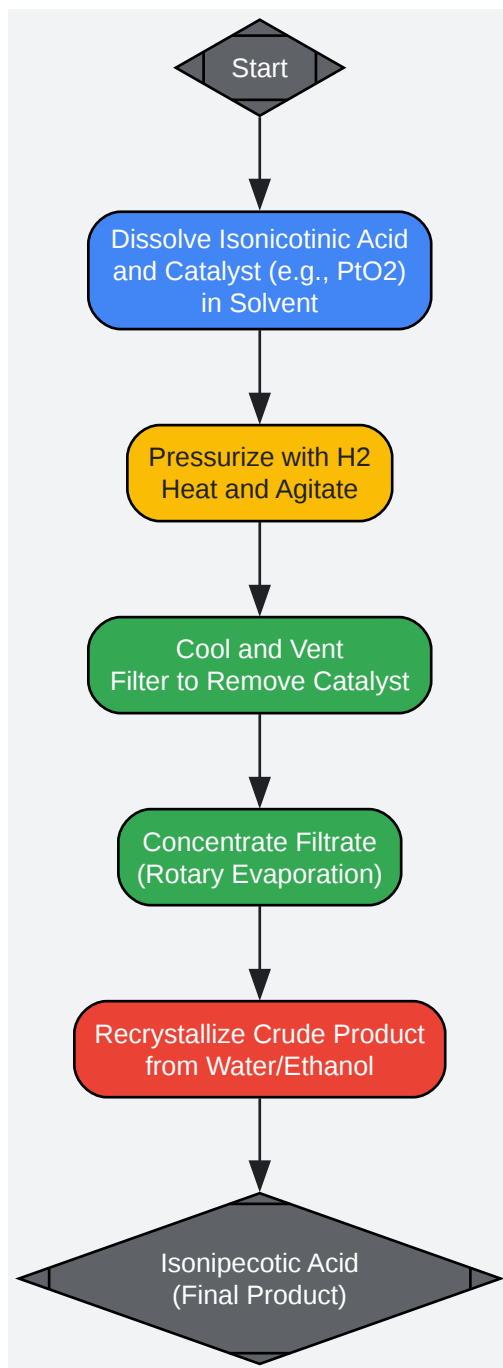 Start
Dissolve Isonicotinic Acid
and Catalyst (e.g., PtO2)
in Solvent
Pressurize with H2
Heat and Agitate
Cool and Vent
Filter to Remove Catalyst
Concentrate Filtrate
(Rotary Evaporation)
Recrystallize Crude Product
from Water/Ethanol
Isonipecotic Acid
(Final Product)